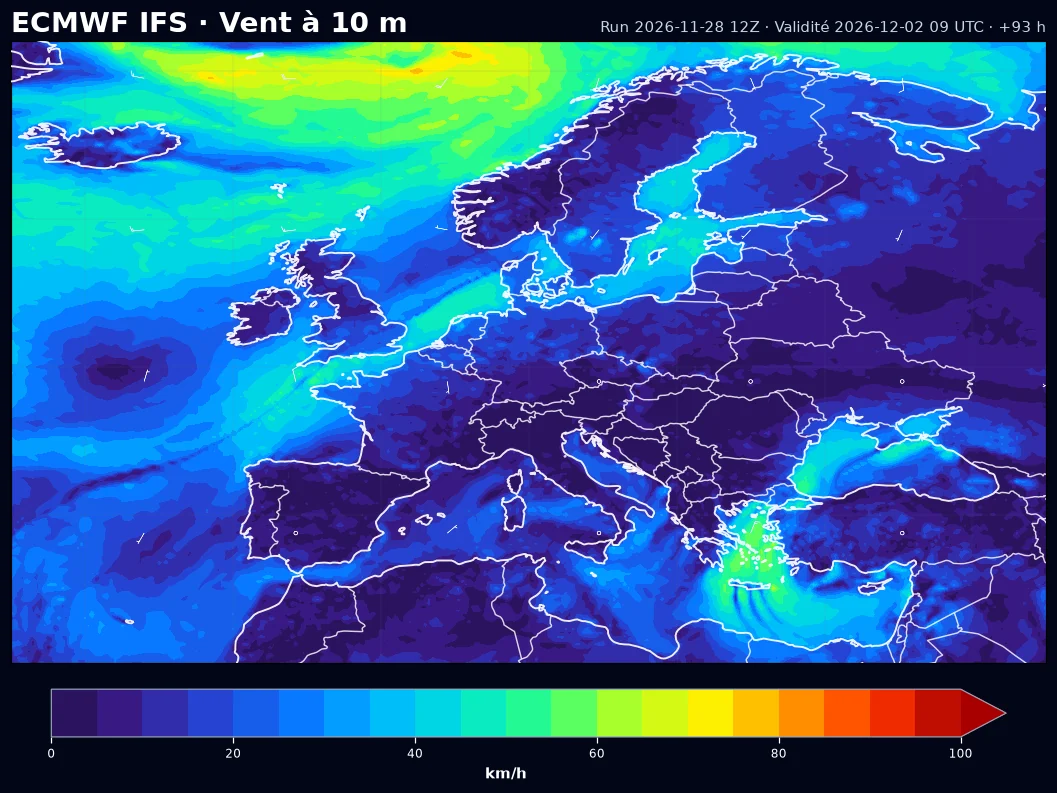 ECMWF IFS · Vent à 10 m
Run 2026-11-28 12Z · Validité 2026-12-02 09 UTC · +93 h
0 20 40 60 80 100
km/h